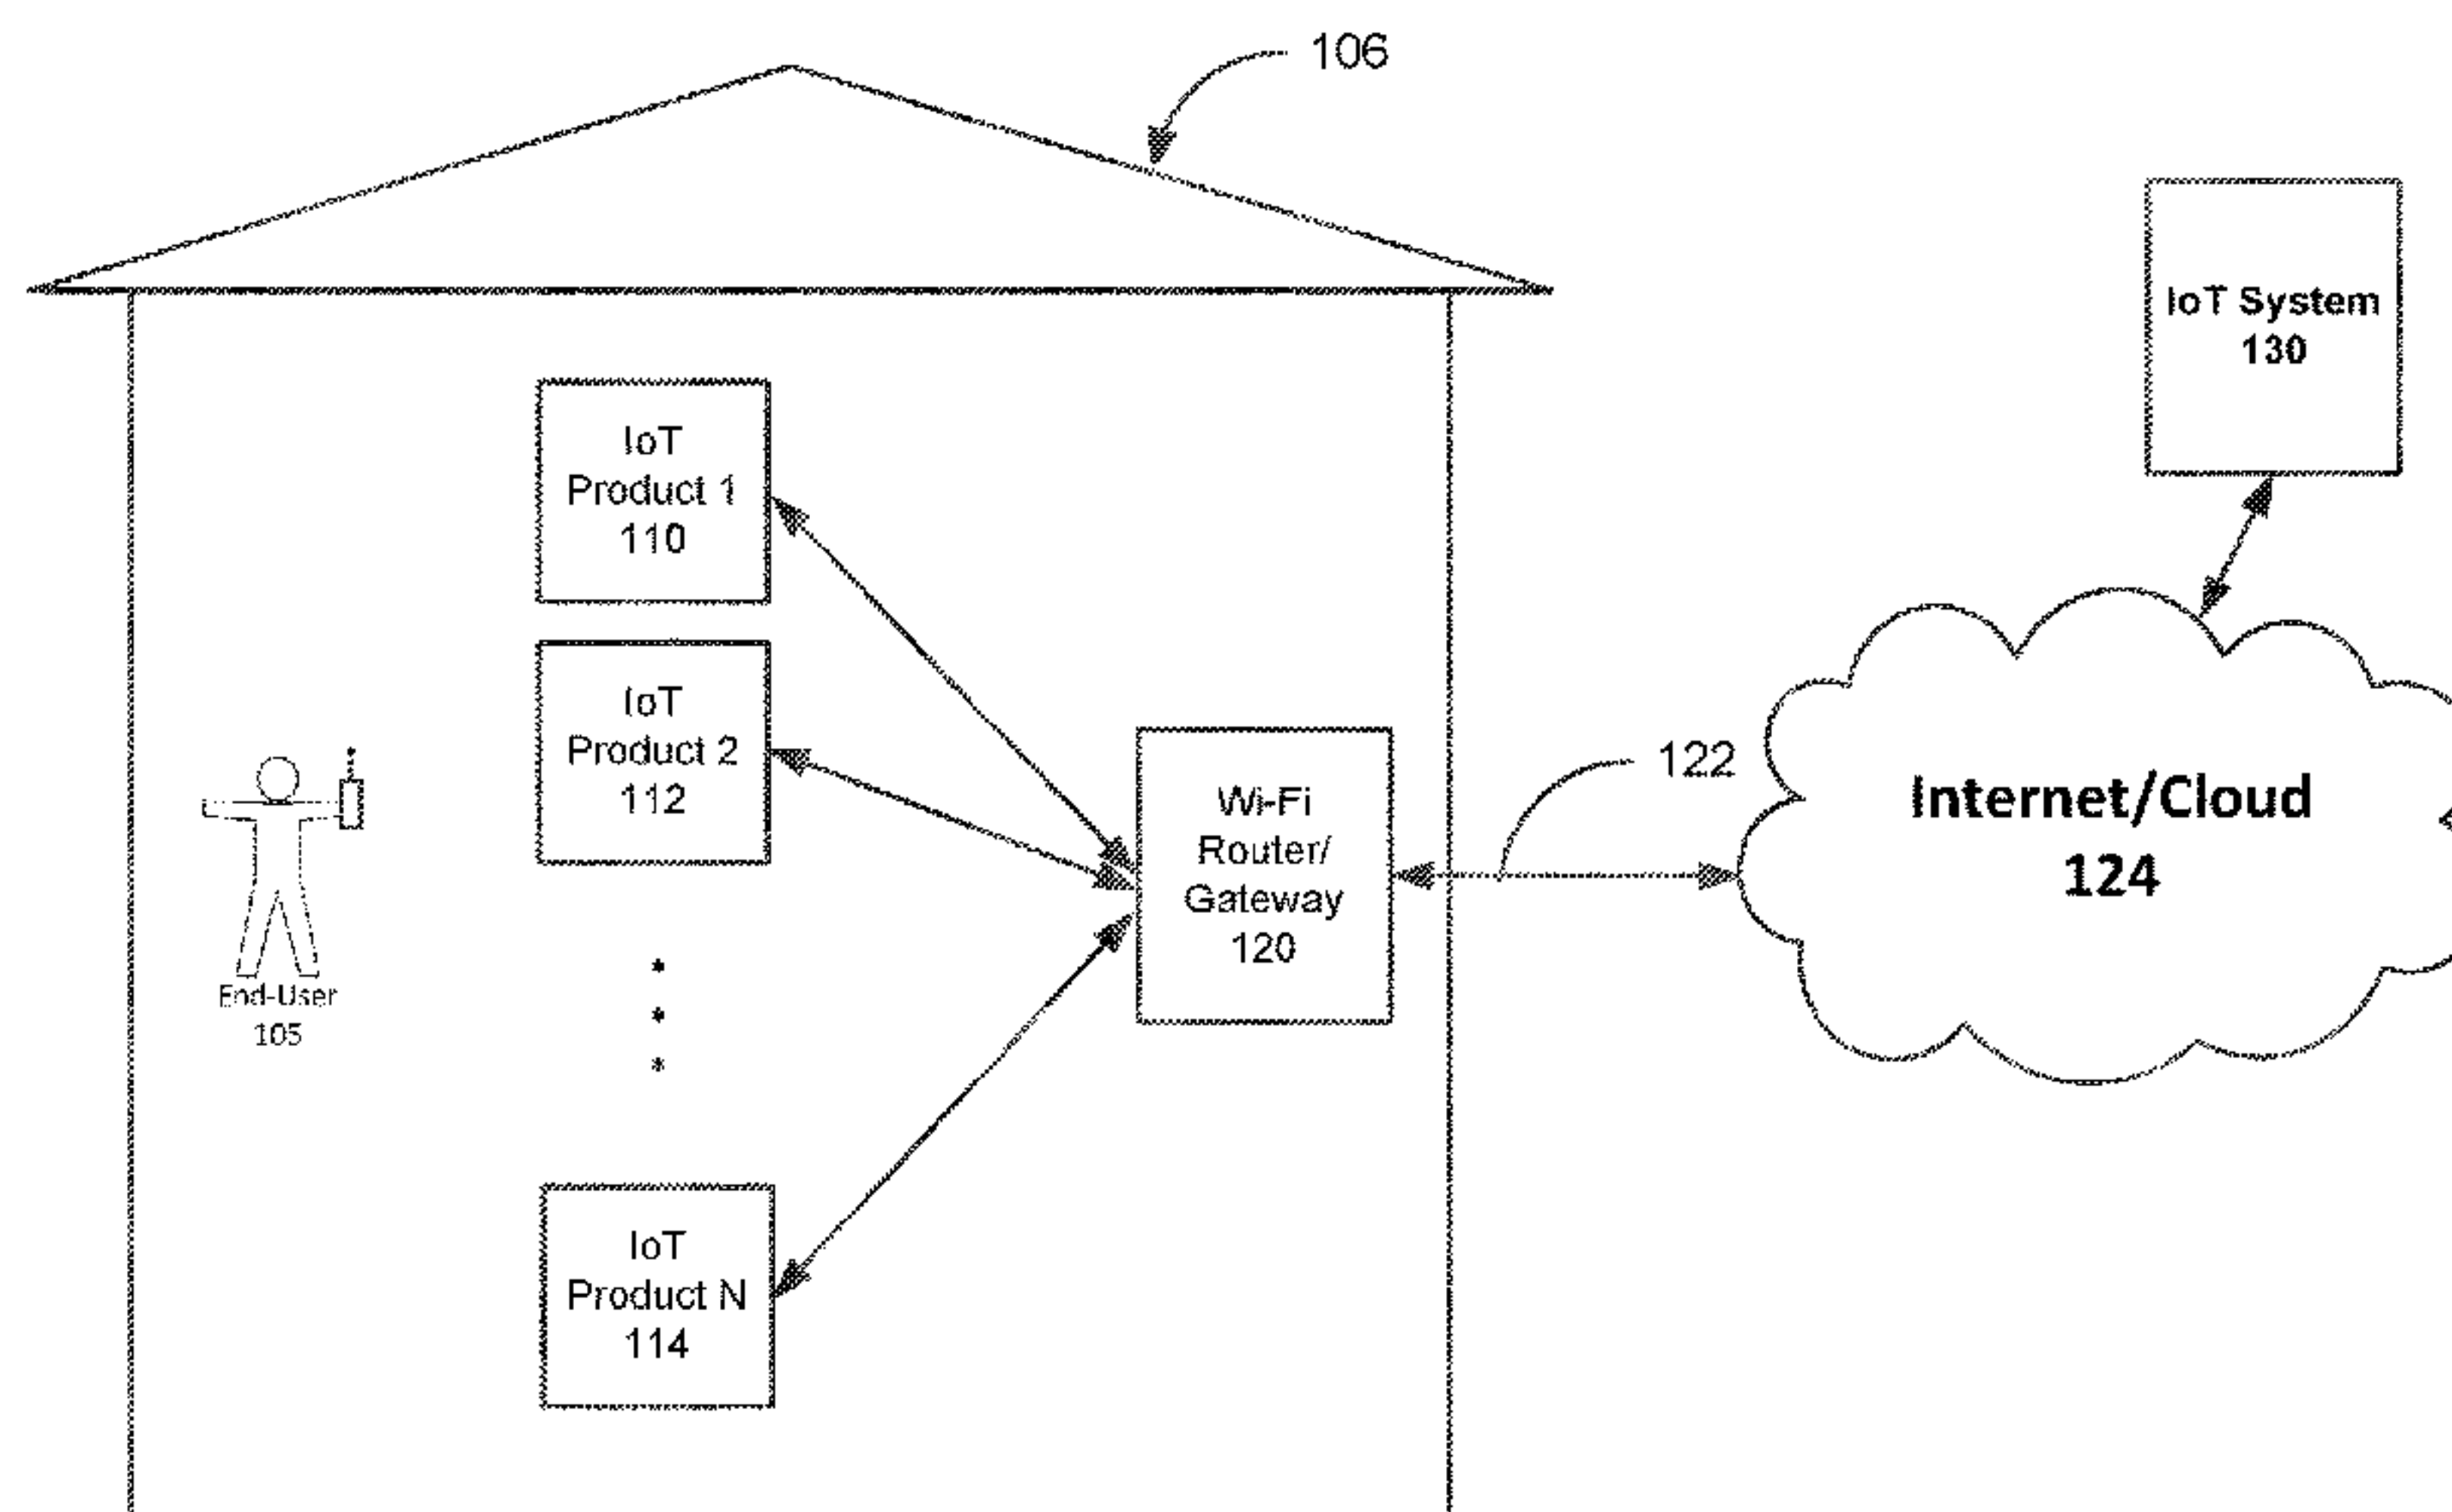 106
IoT System
130
IoT
Product 1
110
IoT
Product 2
112
Wi-Fi
Router/
Gateway
120
122
Internet/Cloud
124
End-User
105
IoT
Product N
114